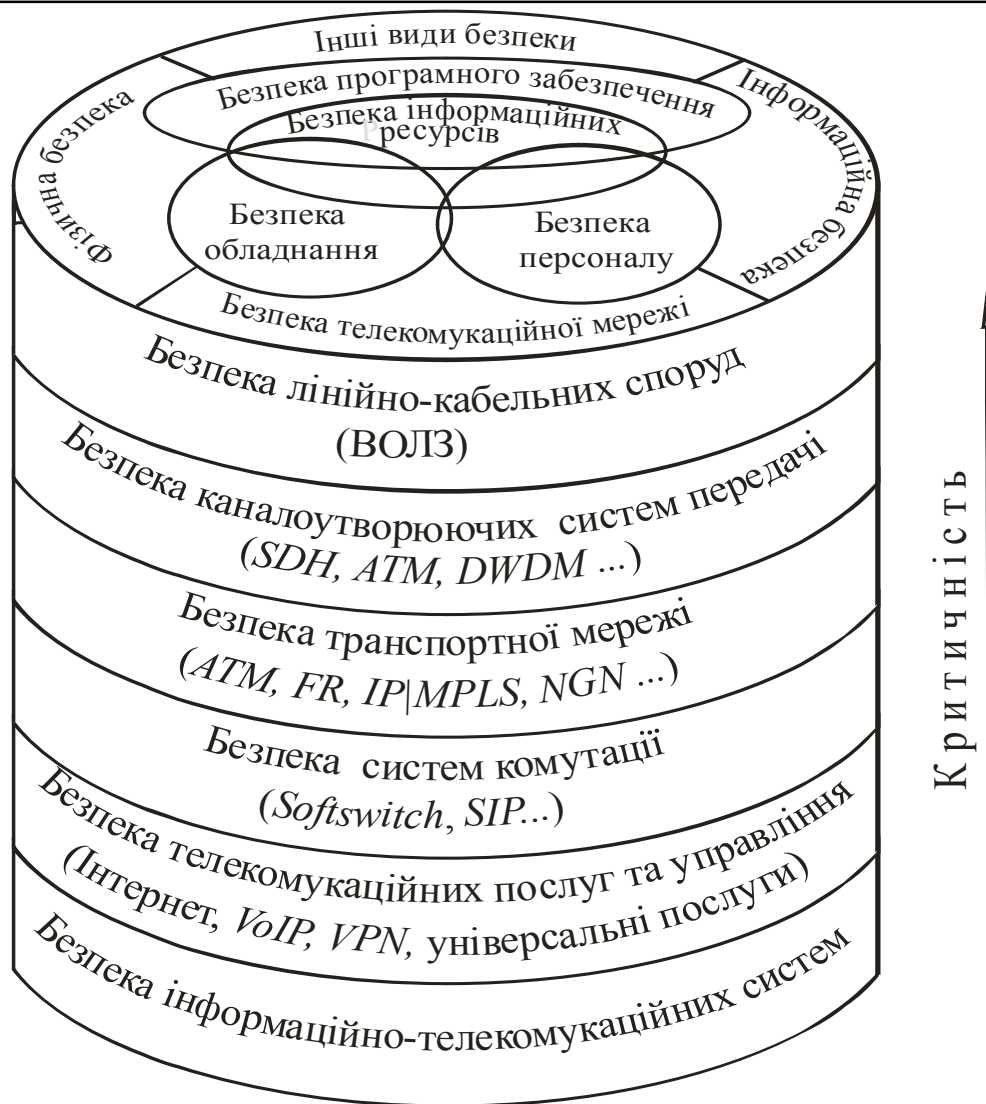 Інші види безпеки
Безпека програмного забезпечення
Безпека інформаційних
ресурсів
Фізична безпека
Інформаційна безпека
Безпека
обладнання
Безпека
персоналу
Безпека телекомукаційної мережі
Безпека лінійно-кабельних споруд
(ВОЛЗ)
Безпека каналоутворюючих систем передачі
(SDH, ATM, DWDM ...)
Безпека транспортної мережі
(ATM, FR, IP|MPLS, NGN ...)
Безпека систем комутації
(Softswitch, SIP...)
Безпека телекомукаційних послуг та управління
(Інтернет, VoIP, VPN, універсальні послуги)
Безпека інформаційно-телекомукаційних систем
Критичність